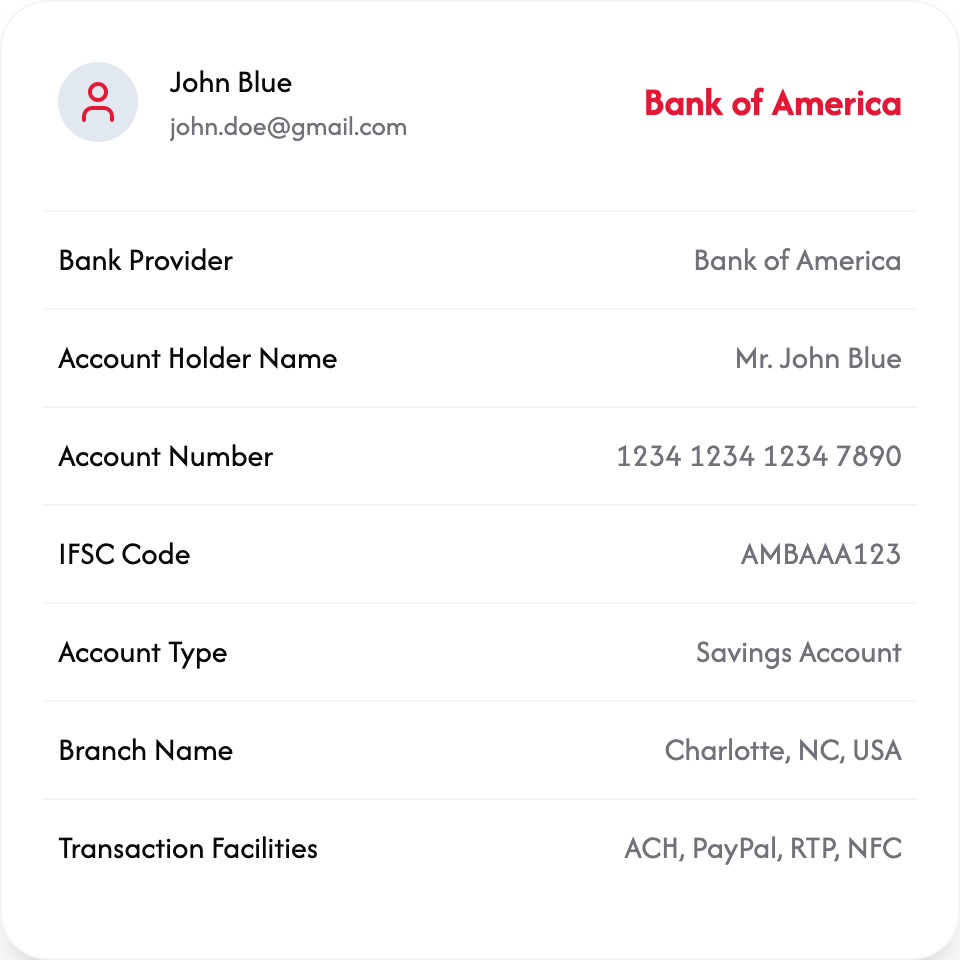 John Blue
john.doe@gmail.com
Bank of America
Bank Provider Bank of America
Account Holder Name Mr. John Blue
Account Number 1234 1234 1234 7890
IFSC Code AMBAAA123
Account Type Savings Account
Branch Name Charlotte, NC, USA
Transaction Facilities ACH, PayPal, RTP, NFC